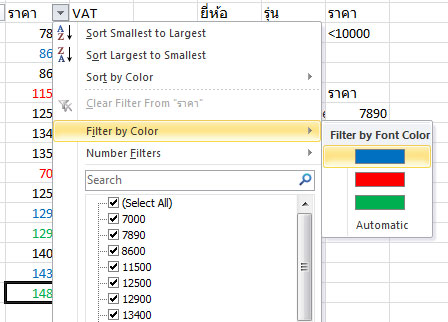 ราคา VAT ยี่ห้อ รุ่น ราคา
78 Sort Smallest to Largest <10000
86 Sort Largest to Smallest
86 Sort by Color ราคา
115 Clear Filter From "ราคา"
125 7890
134 Filter by Color Filter by Font Color
135 Number Filters
70 Search
125 (Select All)
129 7000
129 7890 Automatic
140 8600
143 11500
148 12500
12900
13400